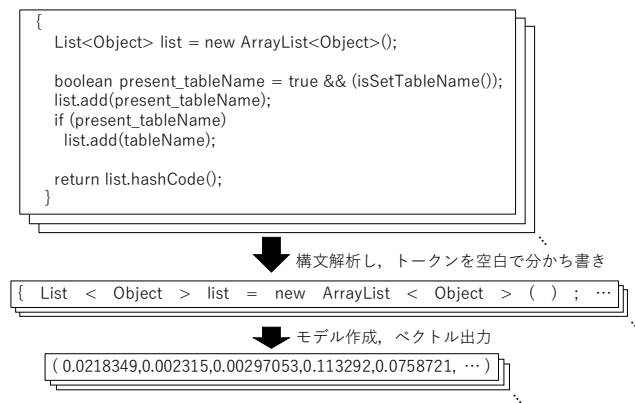 {
List<Object> list = new ArrayList<Object>();
boolean present_tableName = true && (isSetTableName());
list.add(present_tableName);
if (present_tableName)
list.add(tableName);
return list.hashCode();
}
…
構文解析し，トークンを空白で分かち書き
{ List < Object > list = new ArrayList < Object > ( ) ; …
…
モデル作成，ベクトル出力
( 0.0218349,0.002315,0.00297053,0.113292,0.0758721, … )
…